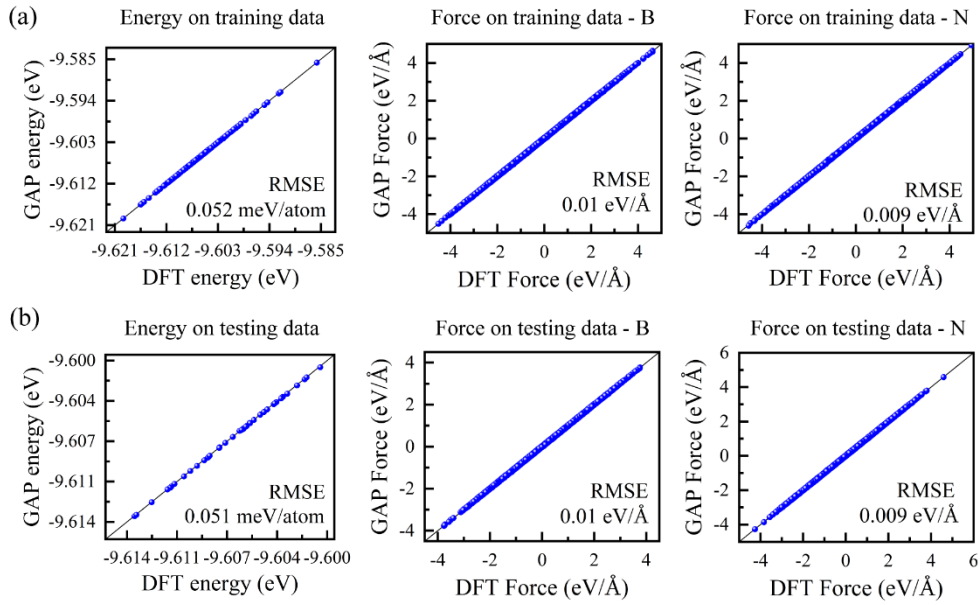 (a)
Energy on training data
GAP energy (eV)
-9.585
-9.594
-9.603
-9.612
-9.621
RMSE
0.052 meV/atom
-9.621 -9.612 -9.603 -9.594 -9.585
DFT energy (eV)
Force on training data - B
GAP Force (eV/Å)
4
2
0
-2
-4
RMSE
0.01 eV/Å
-4 -2 0 2 4
DFT Force (eV/Å)
Force on training data - N
GAP Force (eV/Å)
4
2
0
-2
-4
RMSE
0.009 eV/Å
-4 -2 0 2 4
DFT Force (eV/Å)
(b)
Energy on testing data
GAP energy (eV)
-9.600
-9.604
-9.607
-9.611
-9.614
RMSE
0.051 meV/atom
-9.614 -9.611 -9.607 -9.604 -9.600
DFT energy (eV)
Force on testing data - B
GAP Force (eV/Å)
4
2
0
-2
-4
RMSE
0.01 eV/Å
-4 -2 0 2 4
DFT Force (eV/Å)
Force on testing data - N
GAP Force (eV/Å)
6
4
2
0
-2
-4
RMSE
0.009 eV/Å
-4 -2 0 2 4 6
DFT Force (eV/Å)